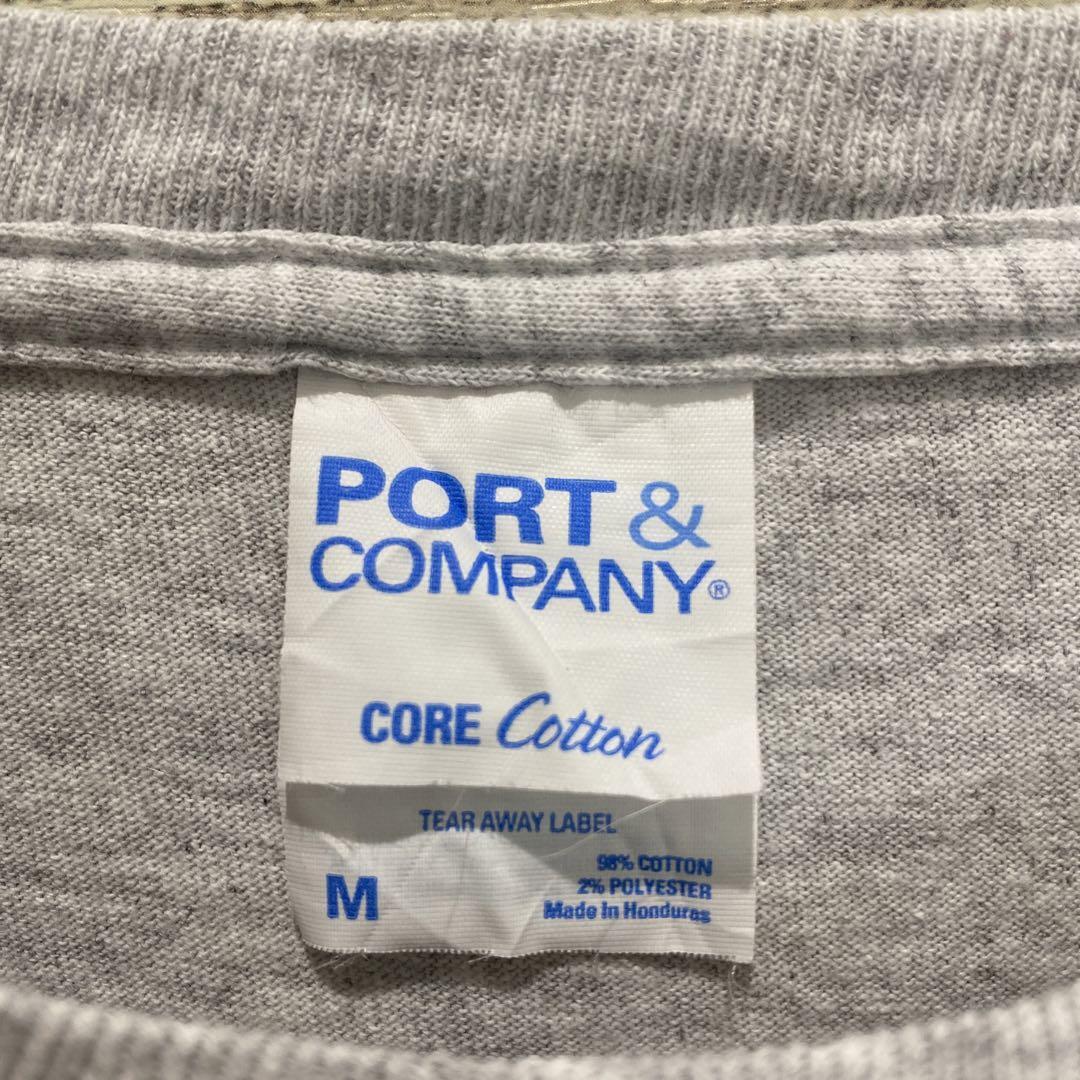 PORT &
COMPANY®
CORE Cotton
TEAR AWAY LABEL
98% COTTON
2% POLYESTER
M
Made In Honduras